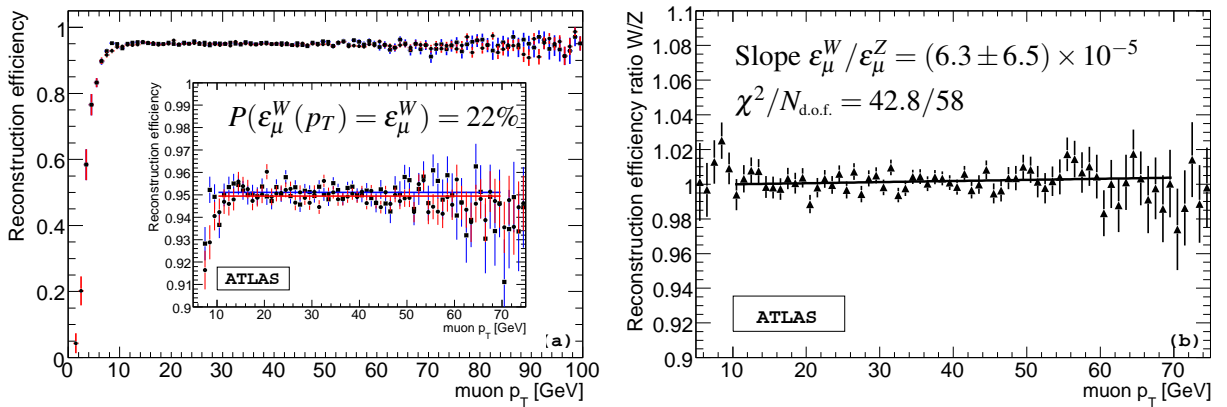 Reconstruction efficiency
1
0.8
0.6
0.4
0.2
0
0 10 20 30 40 50 60 70 80 90 100
muon p_T [GeV]
(a)
Reconstruction efficiency
1
0.99
0.98
0.97
0.96
0.95
0.94
0.93
0.92
0.91
0.9
P(ε_μ^W(p_T) = ε_μ^W) = 22%
ATLAS
10 20 30 40 50 60 70
muon p_T [GeV]
Reconstruction efficiency ratio W/Z
1.1
1.08
1.06
1.04
1.02
1.00
0.98
0.96
0.94
0.92
0.9
Slope ε_μ^W/ε_μ^Z = (6.3 ± 6.5) × 10^-5
χ²/N_d.o.f. = 42.8/58
ATLAS
(b)
10 20 30 40 50 60 70
muon p_T [GeV]